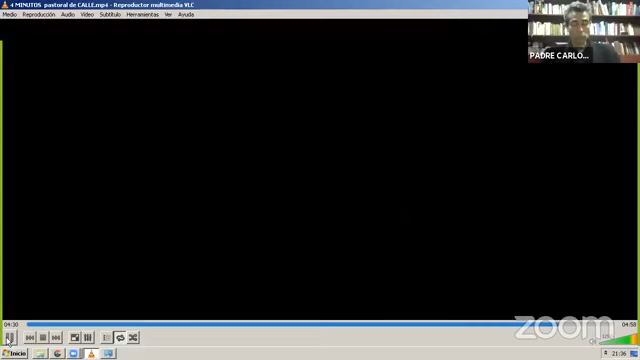 4 MINUTOS pastoral de CALLE.mp4 - Reproductor multimedia VLC
Medio Reproducción Audio Vídeo Subtítulo Herramientas Ver Ayuda
PADRE CARLO...
04:30
04:58
zoom
Inicio
21:06